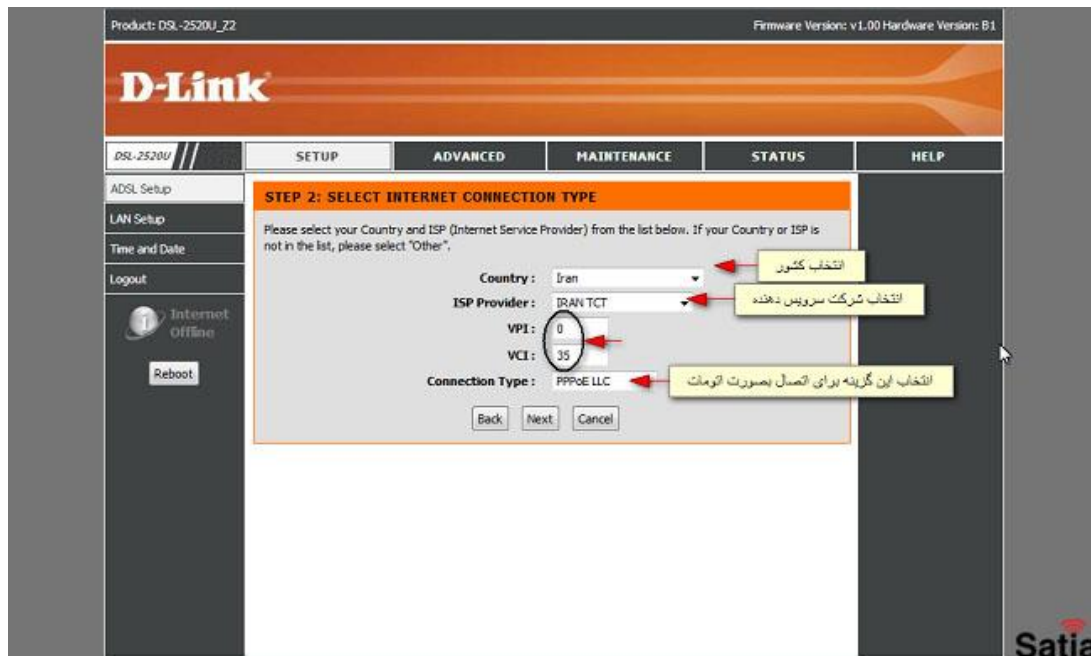 Product: DSL-2520U_Z2 Firmware Version: v1.00 Hardware Version: B1
D-Link
DSL-2520U SETUP ADVANCED MAINTENANCE STATUS HELP
ADSL Setup
LAN Setup
Time and Date
Logout
Internet
Offline
Reboot
STEP 2: SELECT INTERNET CONNECTION TYPE
Please select your Country and ISP (Internet Service Provider) from the list below. If your Country or ISP is
not in the list, please select "Other".
Country : Iran
انتخاب کشور
ISP Provider : IRAN TCT
انتخاب شرکت سرویس دهنده
VPI : 0
VCI : 35
Connection Type : PPPoE LLC
انتخاب این گزینه برای اتصال بصورت اتومات
Back Next Cancel
Satia